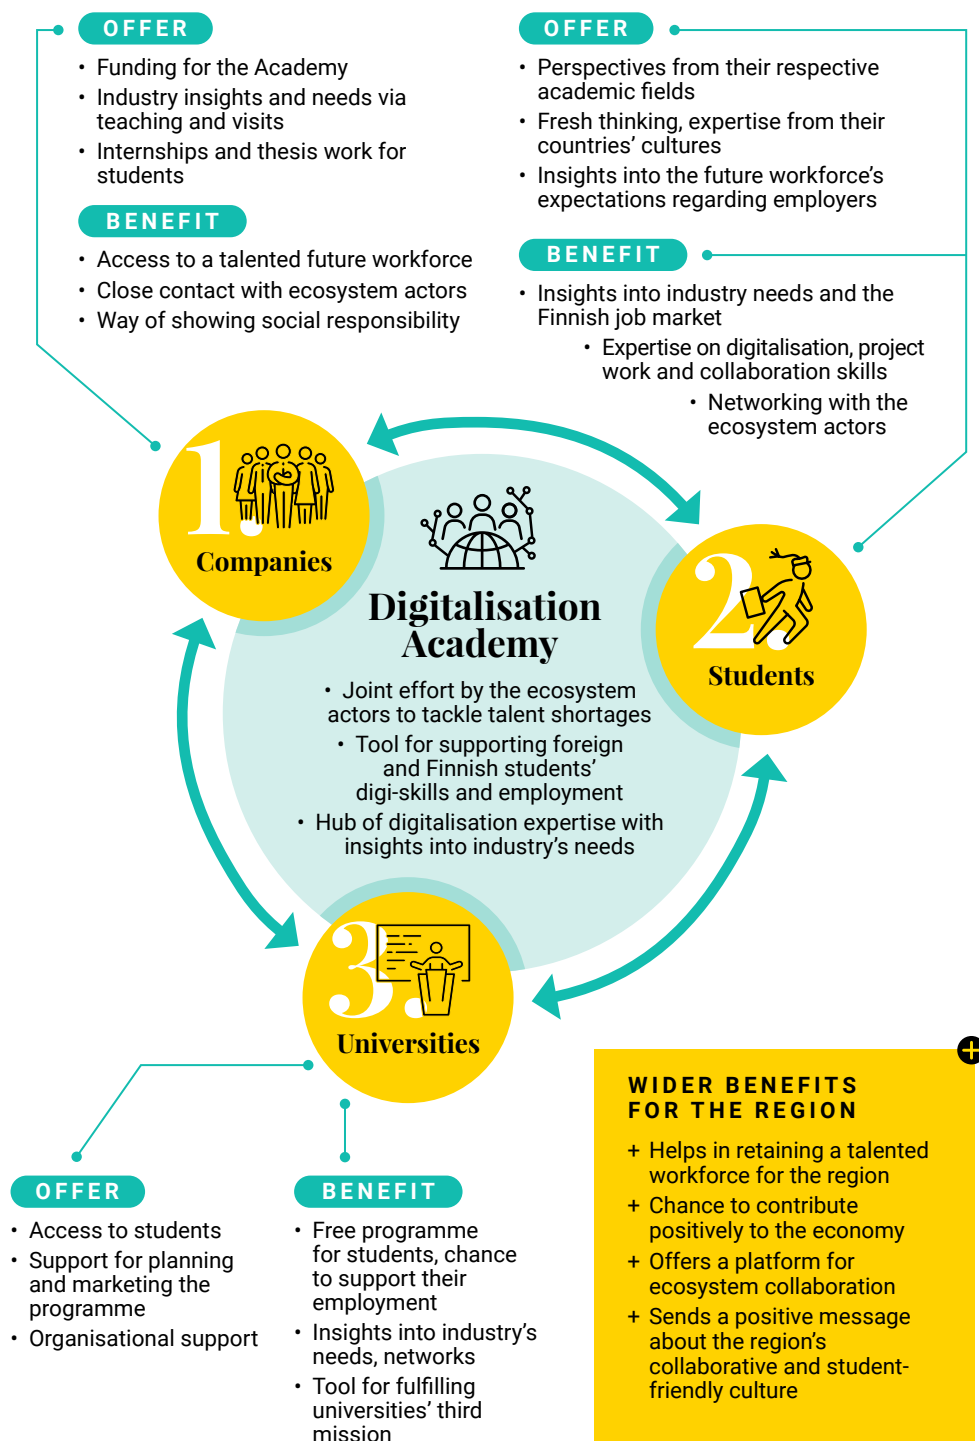 OFFER
• Funding for the Academy
• Industry insights and needs via
teaching and visits
• Internships and thesis work for
students
BENEFIT
• Access to a talented future workforce
• Close contact with ecosystem actors
• Way of showing social responsibility
OFFER
• Perspectives from their respective
academic fields
• Fresh thinking, expertise from their
countries’ cultures
• Insights into the future workforce’s
expectations regarding employers
BENEFIT
• Insights into industry needs and the
Finnish job market
• Expertise on digitalisation, project
work and collaboration skills
• Networking with the
ecosystem actors
1.
Companies
2.
Students
Digitalisation
Academy
• Joint effort by the ecosystem
actors to tackle talent shortages
• Tool for supporting foreign
and Finnish students’
digi-skills and employment
• Hub of digitalisation expertise with
insights into industry’s needs
3.
Universities
OFFER
• Access to students
• Support for planning
and marketing the
programme
• Organisational support
BENEFIT
• Free programme
for students, chance
to support their
employment
• Insights into industry’s
needs, networks
• Tool for fulfilling
universities’ third
mission
+
WIDER BENEFITS
FOR THE REGION
+ Helps in retaining a talented
workforce for the region
+ Chance to contribute
positively to the economy
+ Offers a platform for
ecosystem collaboration
+ Sends a positive message
about the region’s
collaborative and student-
friendly culture